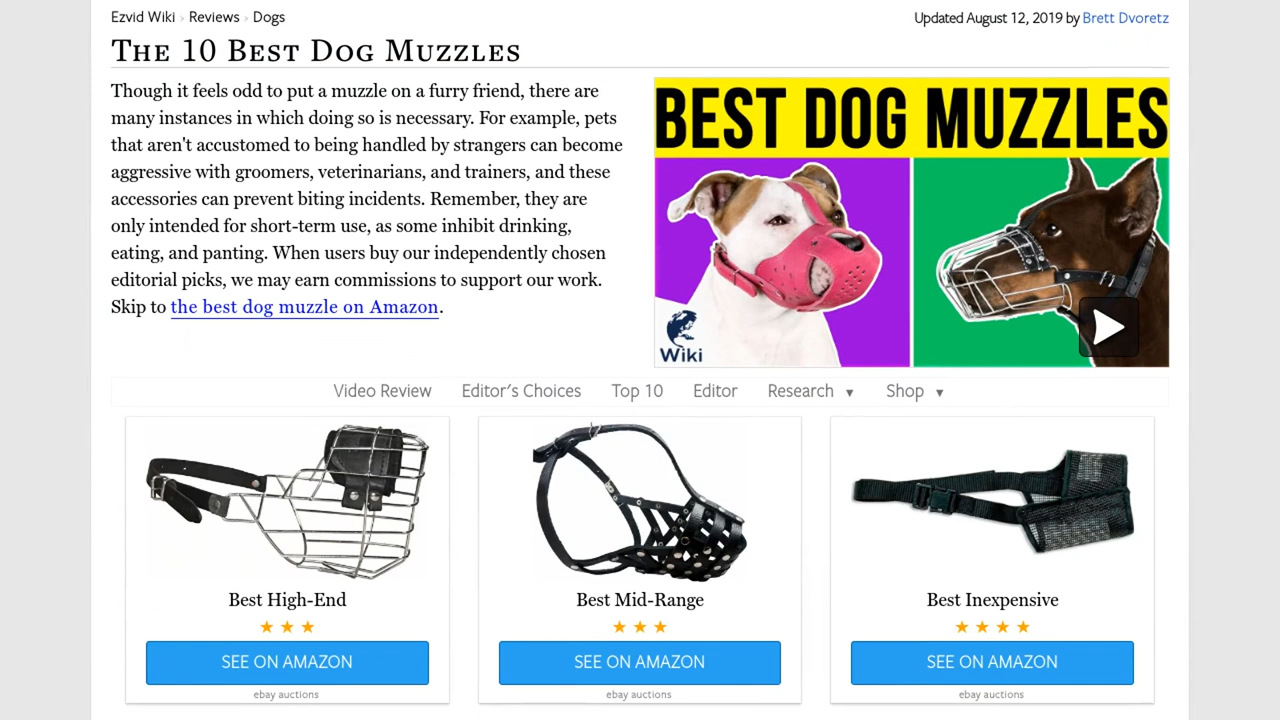 Ezvid Wiki › Reviews › Dogs
Updated August 12, 2019 by Brett Dvoretz
The 10 Best Dog Muzzles
Though it feels odd to put a muzzle on a furry friend, there are
many instances in which doing so is necessary. For example, pets
that aren't accustomed to being handled by strangers can become
aggressive with groomers, veterinarians, and trainers, and these
accessories can prevent biting incidents. Remember, they are
only intended for short-term use, as some inhibit drinking,
eating, and panting. When users buy our independently chosen
editorial picks, we may earn commissions to support our work.
Skip to the best dog muzzle on Amazon.
BEST DOG MUZZLES
Wiki
Video Review Editor's Choices Top 10 Editor Research ▼ Shop ▼
Best High-End
★ ★ ★
SEE ON AMAZON
ebay auctions
Best Mid-Range
★ ★ ★
SEE ON AMAZON
ebay auctions
Best Inexpensive
★ ★ ★ ★
SEE ON AMAZON
ebay auctions